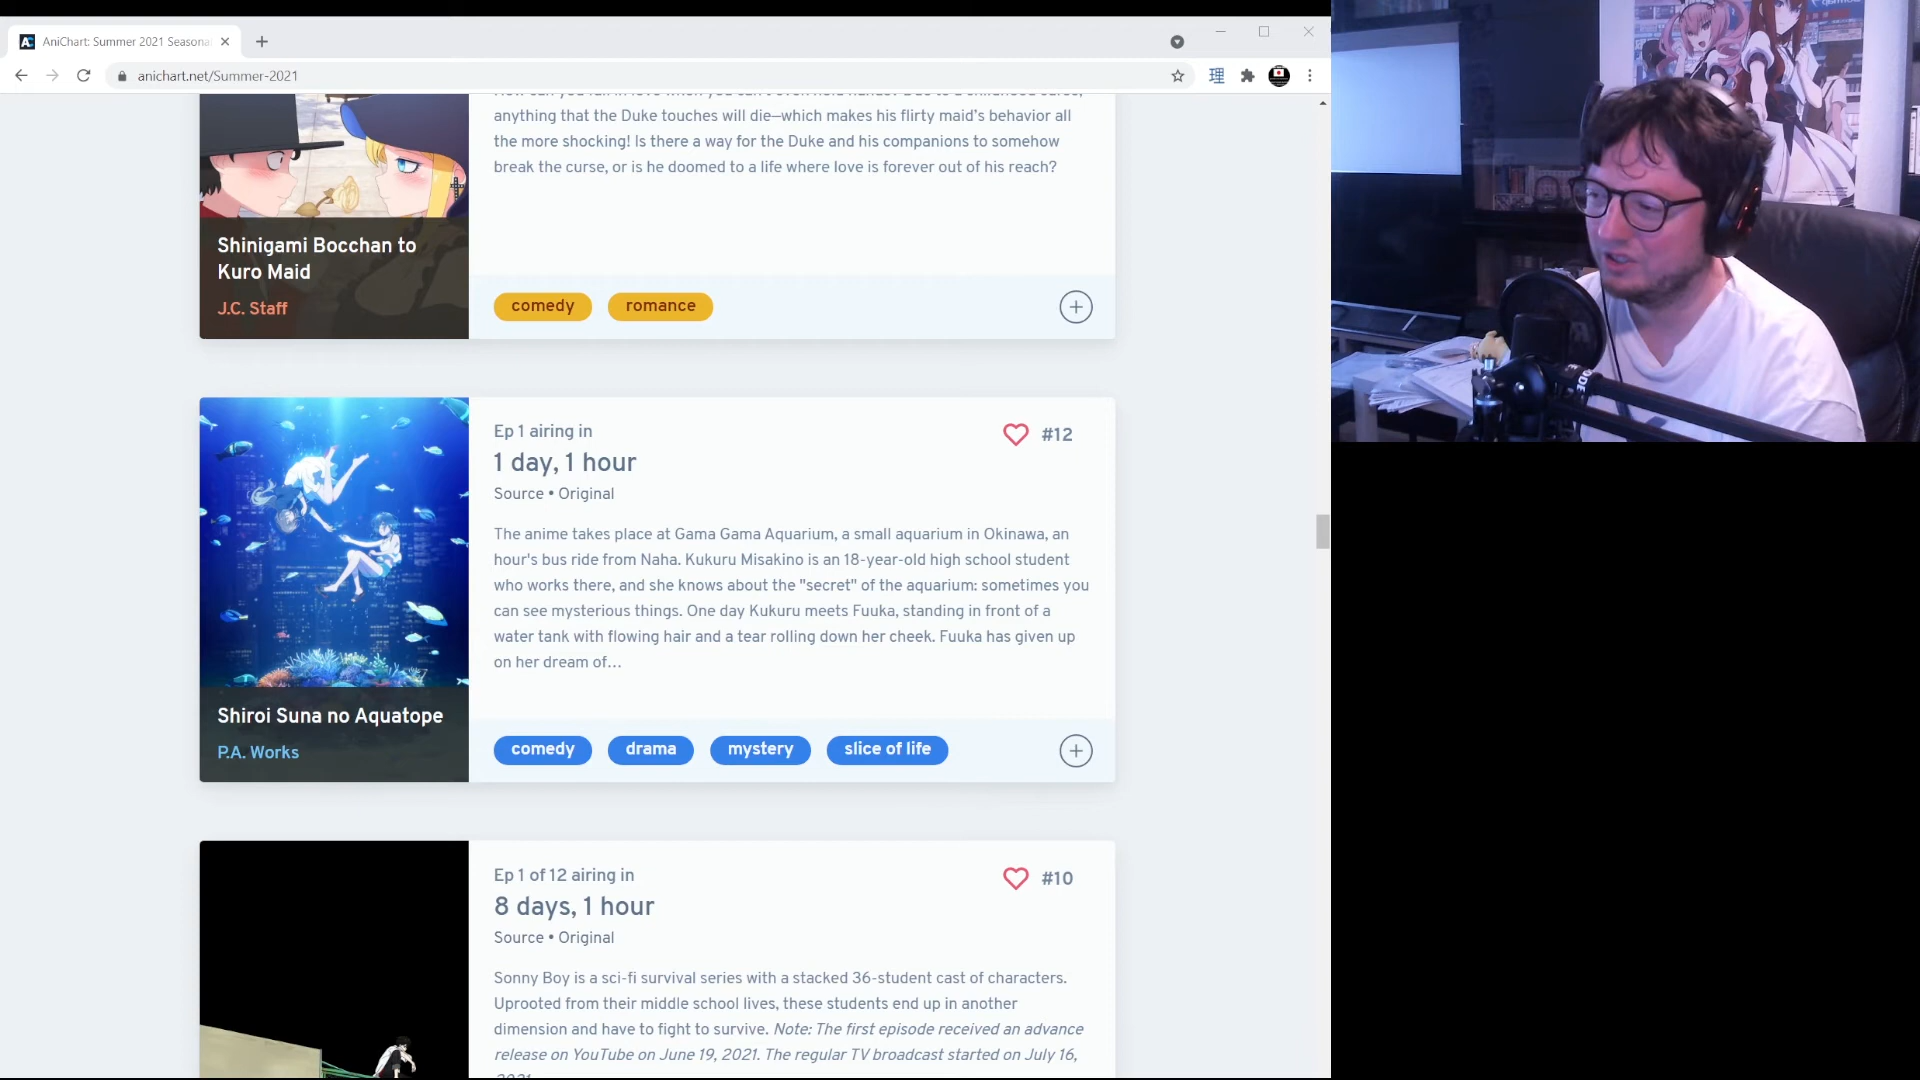 AniChart: Summer 2021 Seasona
anichart.net/Summer-2021
anything that the Duke touches will die—which makes his flirty maid's behavior all
the more shocking! Is there a way for the Duke and his companions to somehow
break the curse, or is he doomed to a life where love is forever out of his reach?
Shinigami Bocchan to
Kuro Maid
J.C. Staff
comedy
romance
Ep 1 airing in
#12
1 day, 1 hour
Source • Original
The anime takes place at Gama Gama Aquarium, a small aquarium in Okinawa, an
hour's bus ride from Naha. Kukuru Misakino is an 18-year-old high school student
who works there, and she knows about the "secret" of the aquarium: sometimes you
can see mysterious things. One day Kukuru meets Fuuka, standing in front of a
water tank with flowing hair and a tear rolling down her cheek. Fuuka has given up
on her dream of…
Shiroi Suna no Aquatope
P.A. Works
comedy
drama
mystery
slice of life
Ep 1 of 12 airing in
#10
8 days, 1 hour
Source • Original
Sonny Boy is a sci-fi survival series with a stacked 36-student cast of characters.
Uprooted from their middle school lives, these students end up in another
dimension and have to fight to survive. Note: The first episode received an advance
release on YouTube on June 19, 2021. The regular TV broadcast started on July 16,